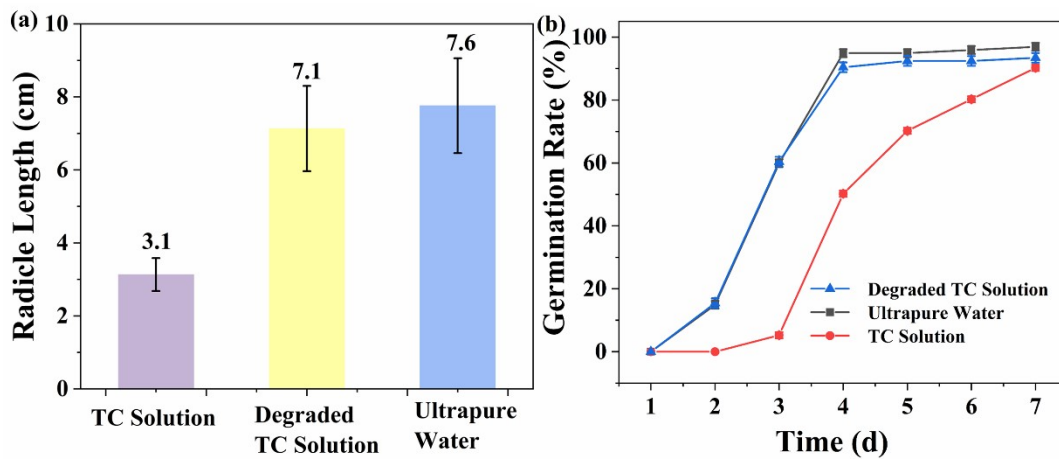 (a)
Radicle Length (cm)
10
8
6
4
2
0
3.1
7.1
7.6
TC Solution
Degraded
TC Solution
Ultrapure
Water
(b)
Germination Rate (%)
100
80
60
40
20
0
Degraded TC Solution
Ultrapure Water
TC Solution
1 2 3 4 5 6 7
Time (d)